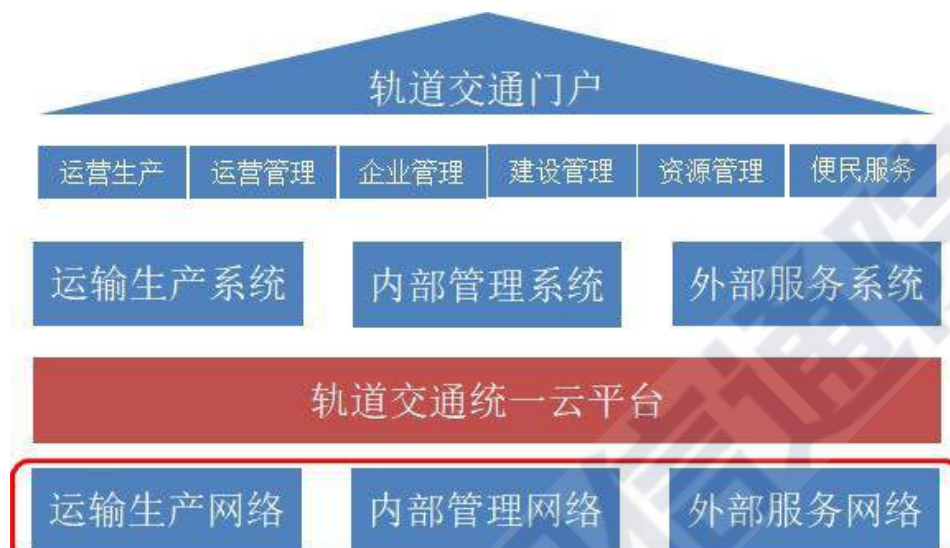 轨道交通门户
运营生产 运营管理 企业管理 建设管理 资源管理 便民服务
运输生产系统 内部管理系统 外部服务系统
轨道交通统一云平台
运输生产网络 内部管理网络 外部服务网络